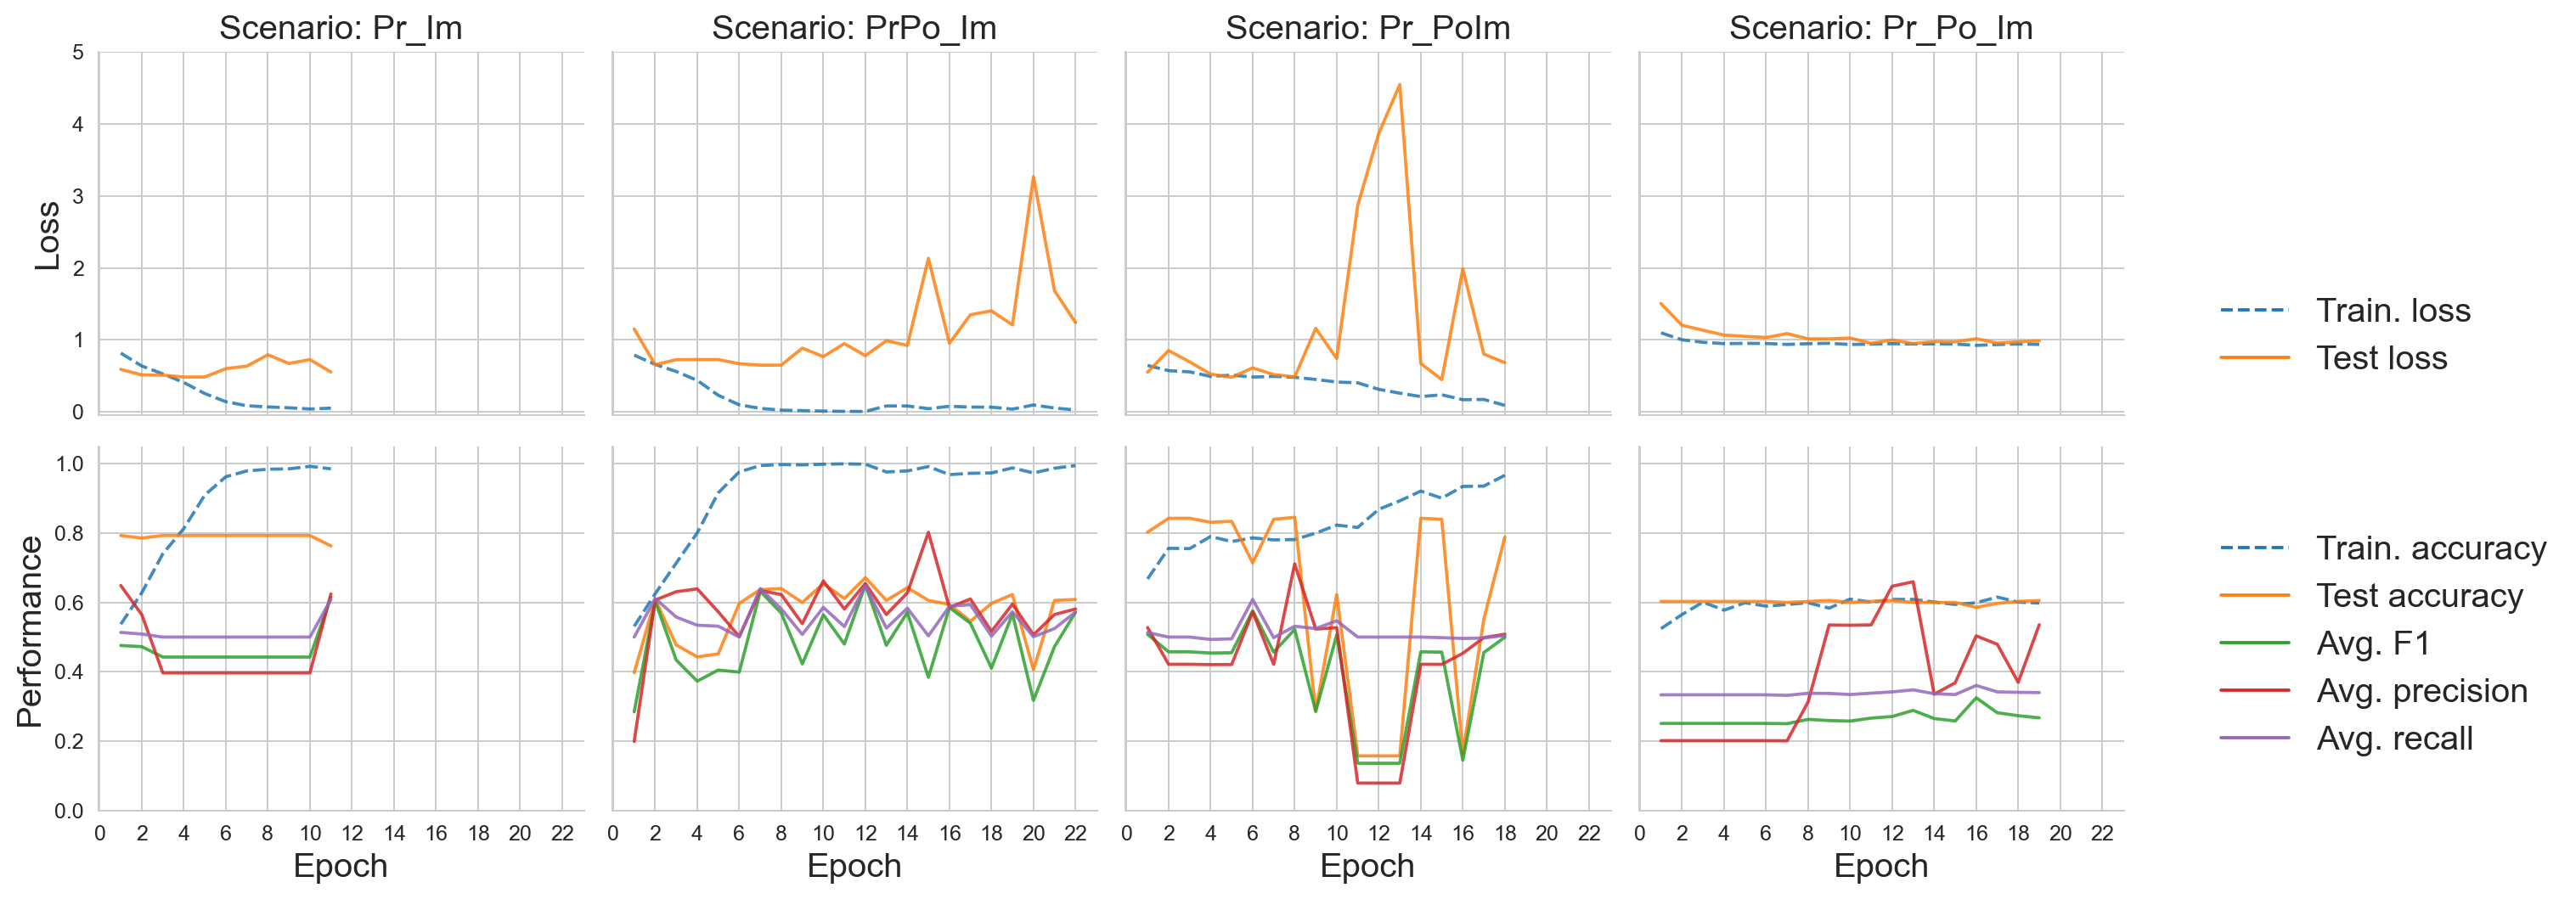 Scenario: Pr_Im
Scenario: PrPo_Im
Scenario: Pr_PoIm
Scenario: Pr_Po_Im
5
4
3
2
1
0
Loss
Train. loss
Test loss
1.0
0.8
0.6
0.4
0.2
0.0
Performance
0 2 4 6 8 10 12 14 16 18 20 22
0 2 4 6 8 10 12 14 16 18 20 22
0 2 4 6 8 10 12 14 16 18 20 22
0 2 4 6 8 10 12 14 16 18 20 22
Epoch
Epoch
Epoch
Epoch
Train. accuracy
Test accuracy
Avg. F1
Avg. precision
Avg. recall